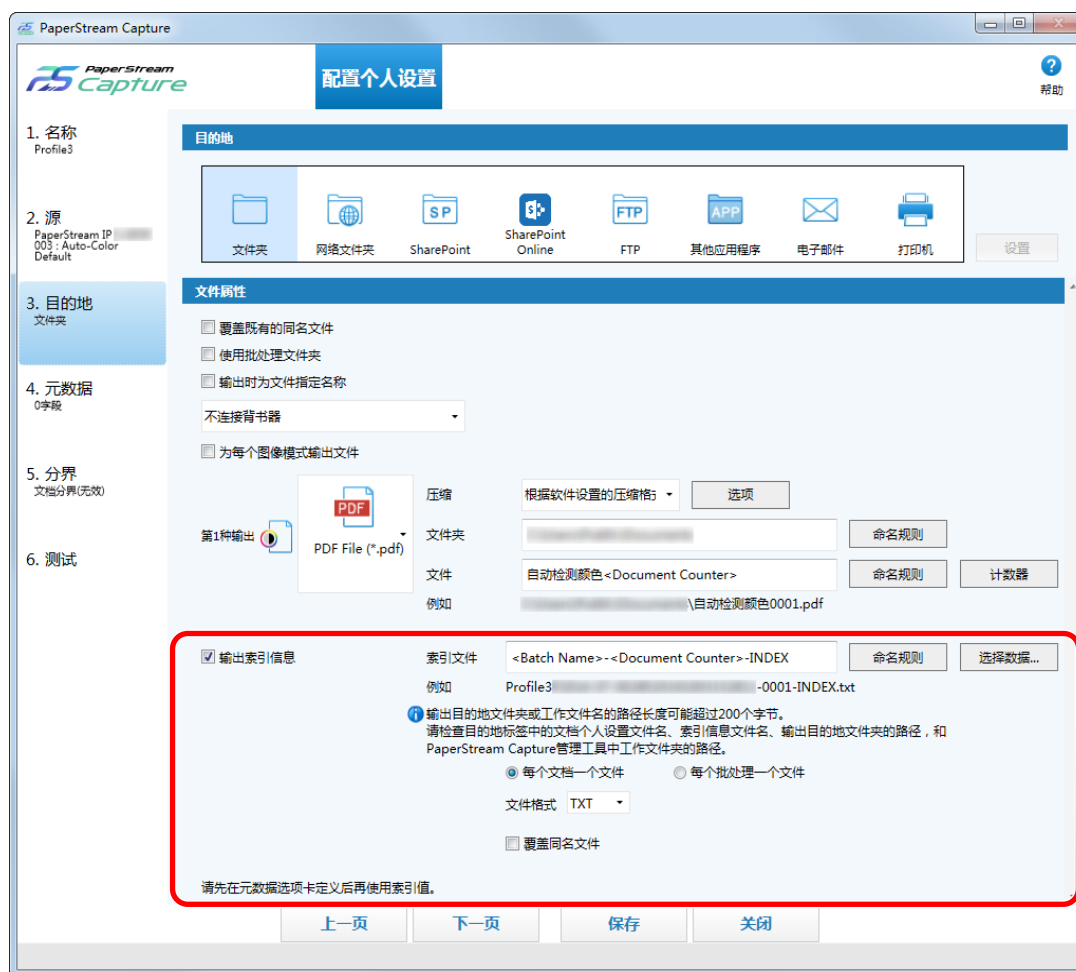 PaperStream Capture
PaperStream
Capture
配置个人设置
帮助
1. 名称
Profile3
2. 源
PaperStream IP
003 : Auto-Color
Default
3. 目的地
文件夹
4. 元数据
0字段
5. 分界
文档分界(无效)
6. 测试
目的地
文件夹
网络文件夹
SP
SharePoint
SharePoint
Online
FTP
FTP
APP
其他应用程序
电子邮件
打印机
设置
文件属性
覆盖既有的同名文件
使用批处理文件夹
输出时为文件指定名称
不连接背书器
为每个图像模式输出文件
第1种输出
PDF
PDF File (*.pdf)
压缩
根据软件设置的压缩格
选项
文件夹
命名规则
文件
自动检测颜色<Document Counter>
命名规则
计数器
例如
\自动检测颜色0001.pdf
输出索引信息
索引文件
<Batch Name>-<Document Counter>-INDEX
命名规则
选择数据...
例如
Profile3
-0001-INDEX.txt
输出目的地文件夹或工作文件名的路径长度可能超过200个字节。
请检查目的地标签中的文档个人设置文件名、索引信息文件名、输出目的地文件夹的路径，和
PaperStream Capture管理工具中工作文件夹的路径。
每个文档一个文件
每个批处理一个文件
文件格式
TXT
覆盖同名文件
请先在元数据选项卡定义后再使用索引值。
上一页
下一页
保存
关闭